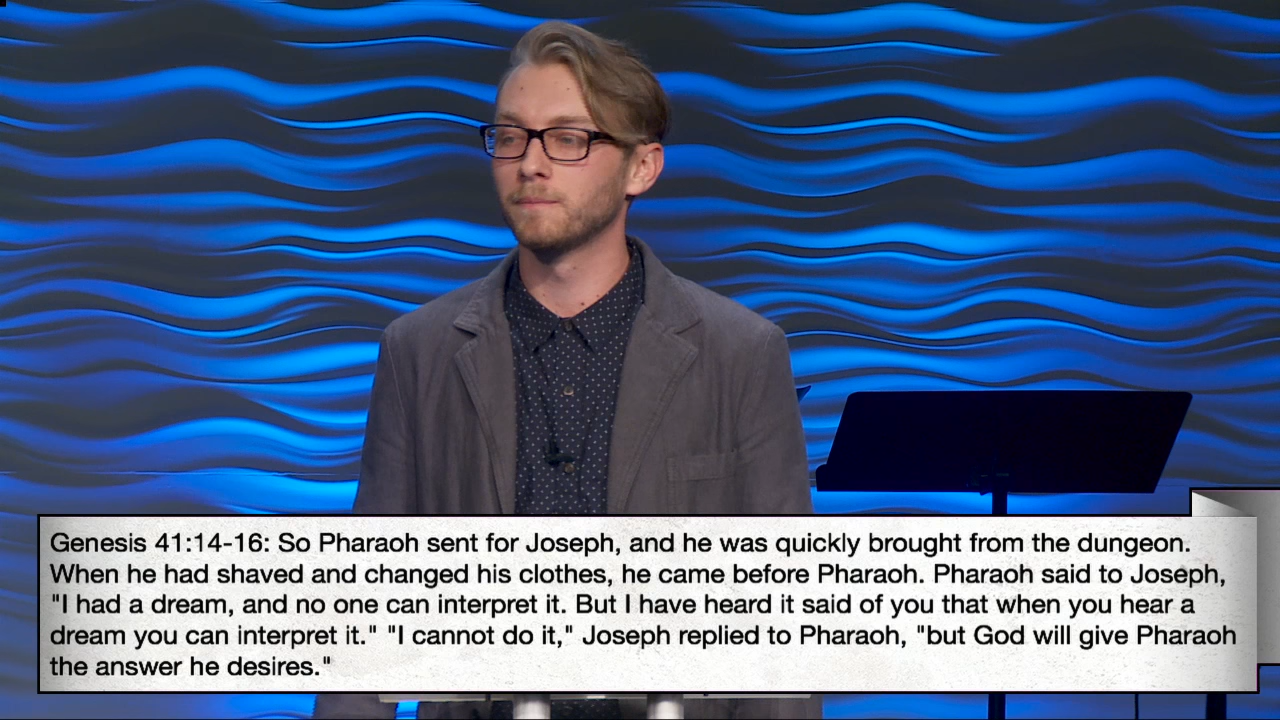 Genesis 41:14-16: So Pharaoh sent for Joseph, and he was quickly brought from the dungeon.
When he had shaved and changed his clothes, he came before Pharaoh. Pharaoh said to Joseph,
"I had a dream, and no one can interpret it. But I have heard it said of you that when you hear a
dream you can interpret it." "I cannot do it," Joseph replied to Pharaoh, "but God will give Pharaoh
the answer he desires."